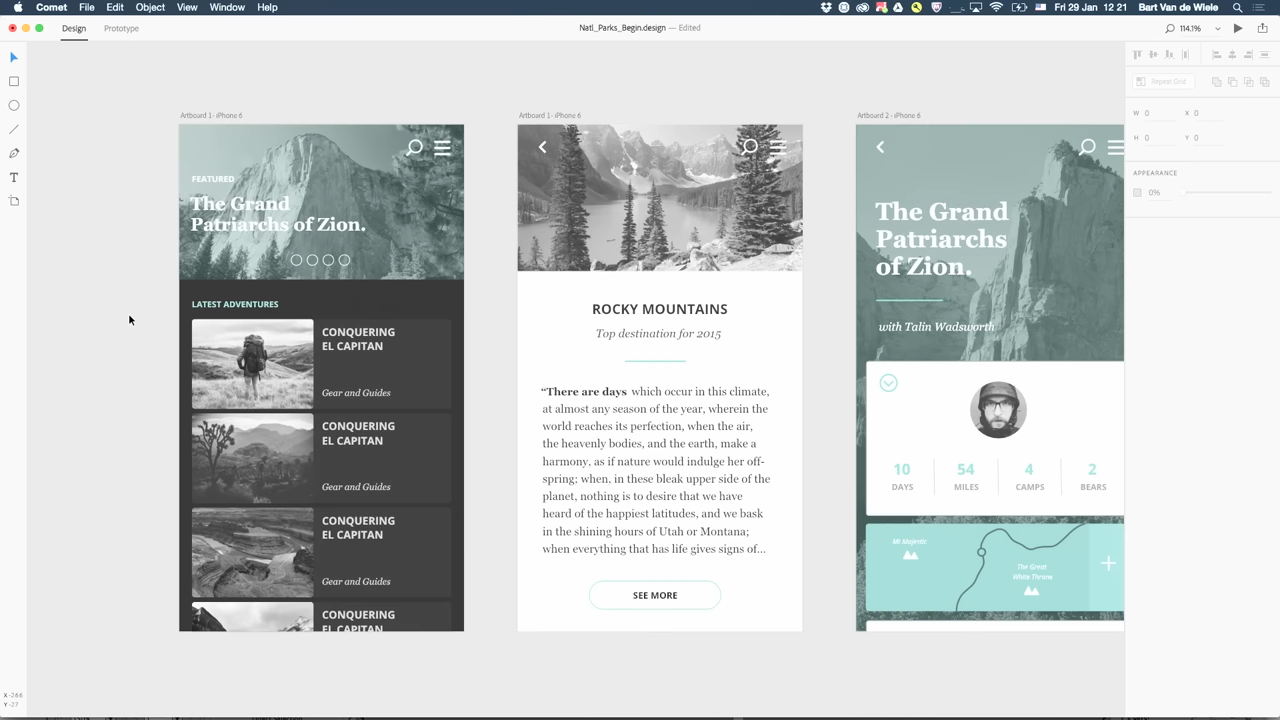 Comet File Edit Object View Window Help
Fri 29 Jan 12 21 Bart Van de Wiele
Design Prototype
Natl_Parks_Begin.design — Edited
114.1%
Repeat Grid
W 0 X 0
H 0 Y 0
APPEARANCE
0%
Artboard 1 - iPhone 6
FEATURED
The Grand
Patriarchs of Zion.
LATEST ADVENTURES
CONQUERING
EL CAPITAN
Gear and Guides
CONQUERING
EL CAPITAN
Gear and Guides
CONQUERING
EL CAPITAN
Gear and Guides
CONQUERING
EL CAPITAN
Artboard 1 - iPhone 6
ROCKY MOUNTAINS
Top destination for 2015
“There are days which occur in this climate,
at almost any season of the year, wherein the
world reaches its perfection, when the air,
the heavenly bodies, and the earth, make a
harmony, as if nature would indulge her off-
spring; when, in these bleak upper side of the
planet, nothing is to desire that we have
heard of the happiest latitudes, and we bask
in the shining hours of Utah or Montana;
when everything that has life gives signs of...
SEE MORE
Artboard 2 - iPhone 6
The Grand
Patriarchs
of Zion.
with Talin Wadsworth
10 54 4 2
DAYS MILES CAMPS BEARS
Mt Majestic
The Great
White Throne
X -266
Y -27